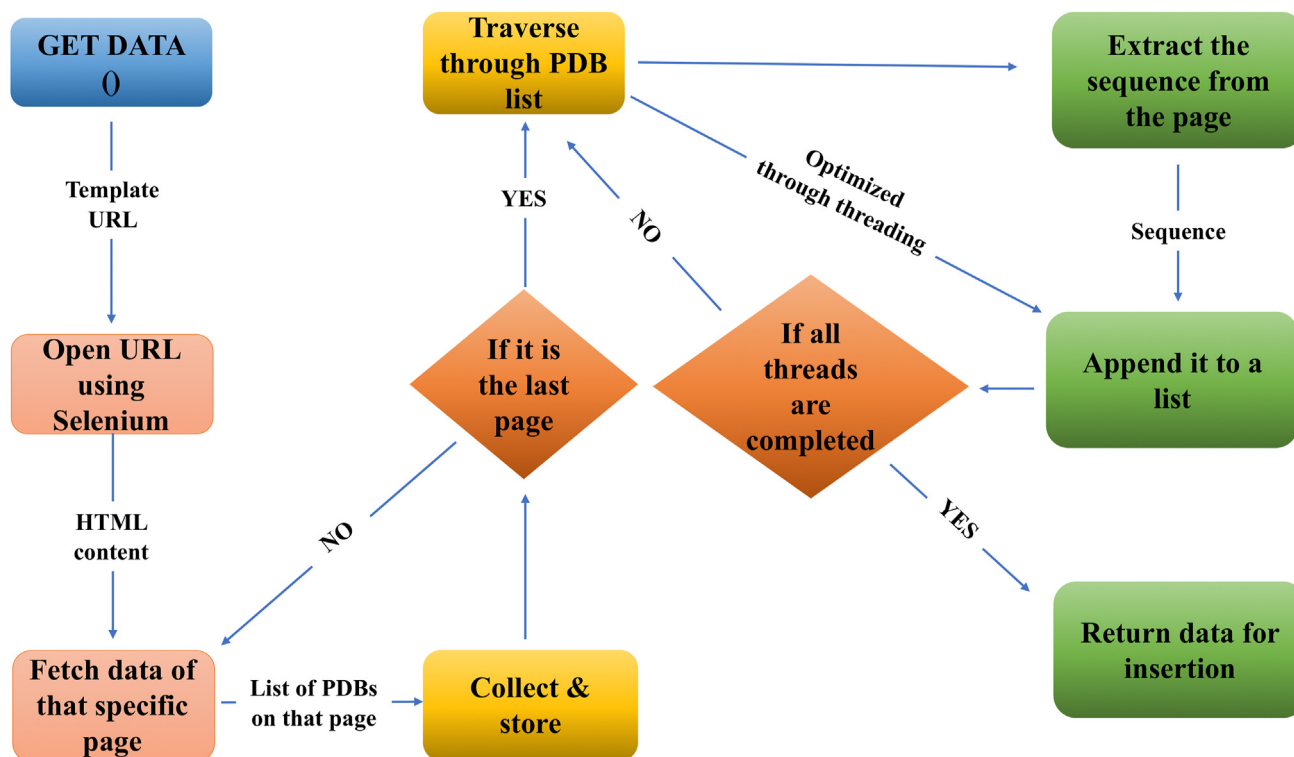 GET DATA
()
Template
URL
Open URL
using
Selenium
HTML
content
Fetch data of
that specific
page
List of PDBs
on that page
Collect &
store
If it is
the last
page
NO
YES
Traverse
through PDB
list
Optimized
through threading
Extract the
sequence from
the page
Sequence
Append it to a
list
If all
threads
are
completed
NO
YES
Return data for
insertion